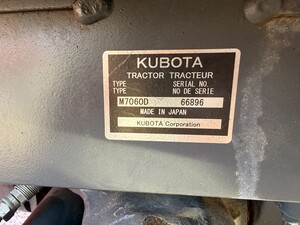 KUBOTA
TRACTOR TRACTEUR
TYPE SERIAL NO.
TYPE NO DE SERIE
M7060D 66896
MADE IN JAPAN
KUBOTA Corporation